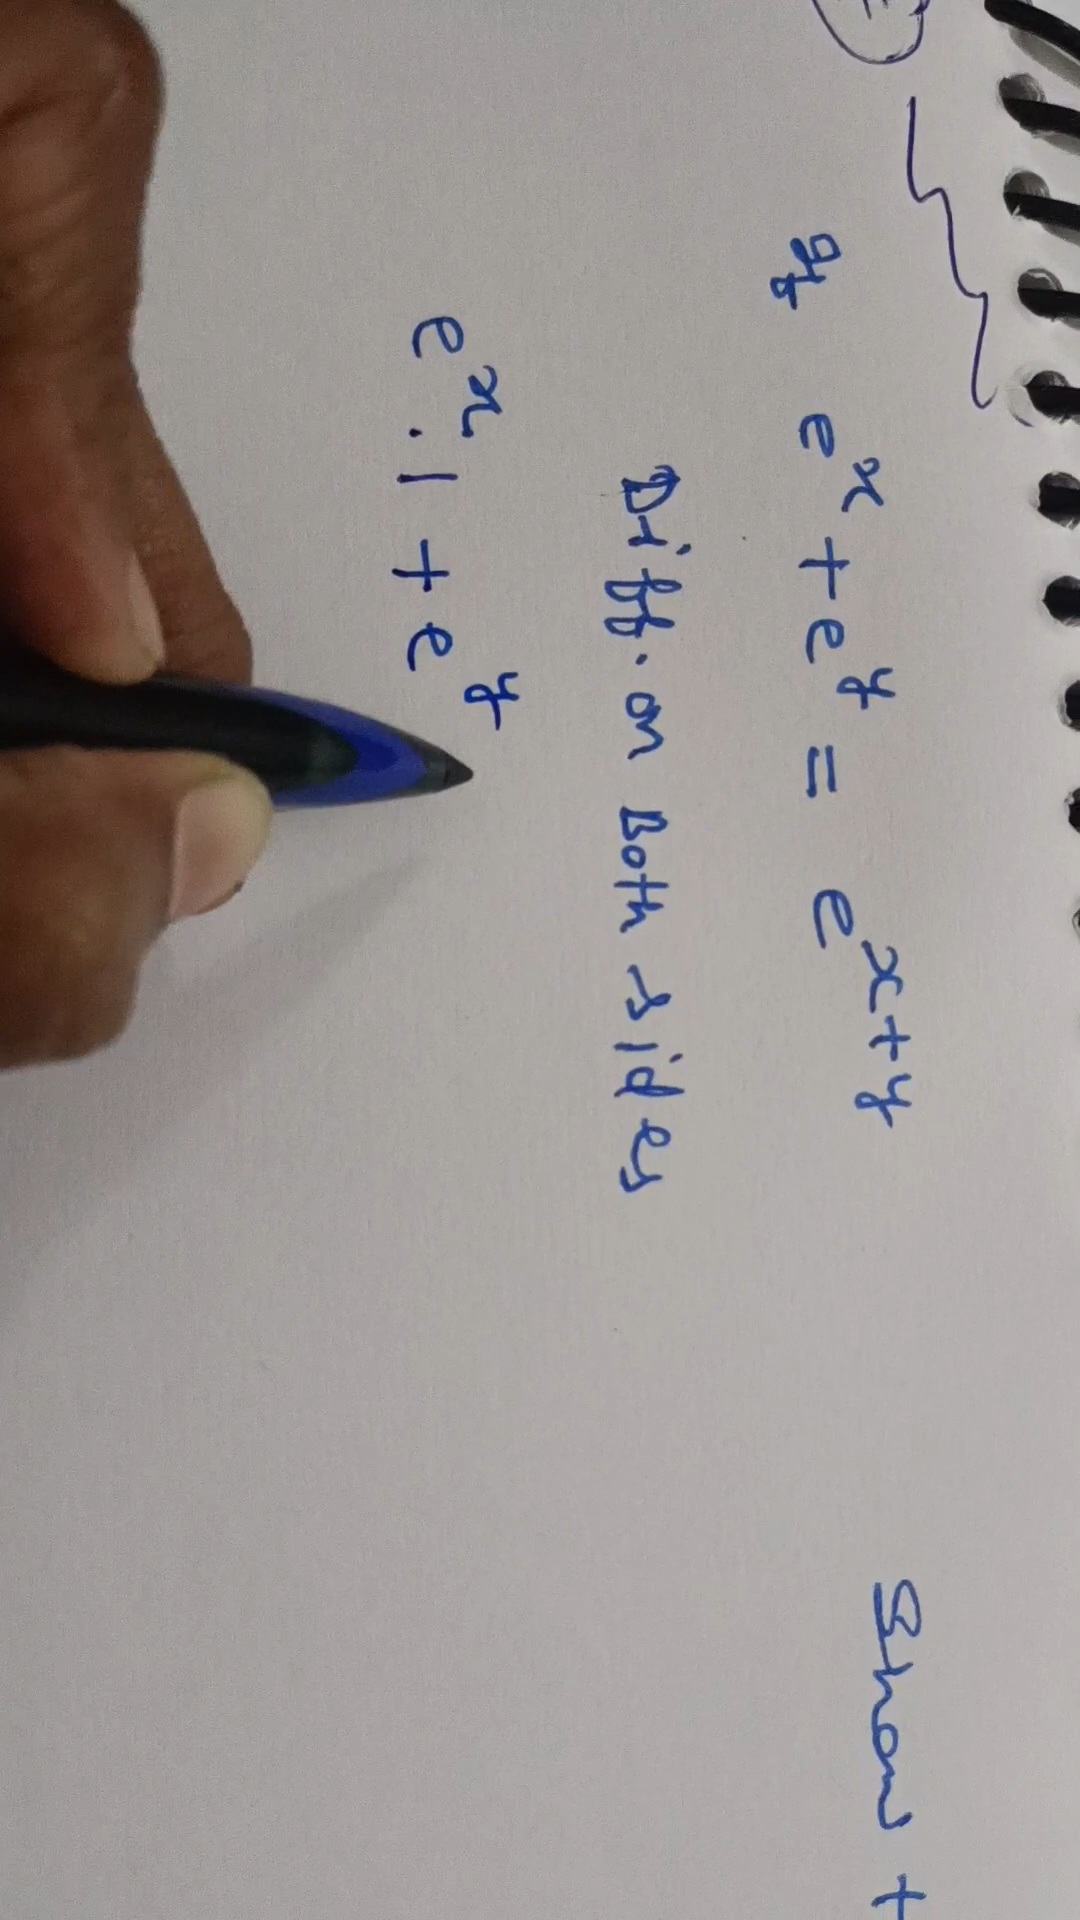 If e^x + e^y = e^{x+y} Show t
Diff. on Both sides
e^x . 1 + e^y